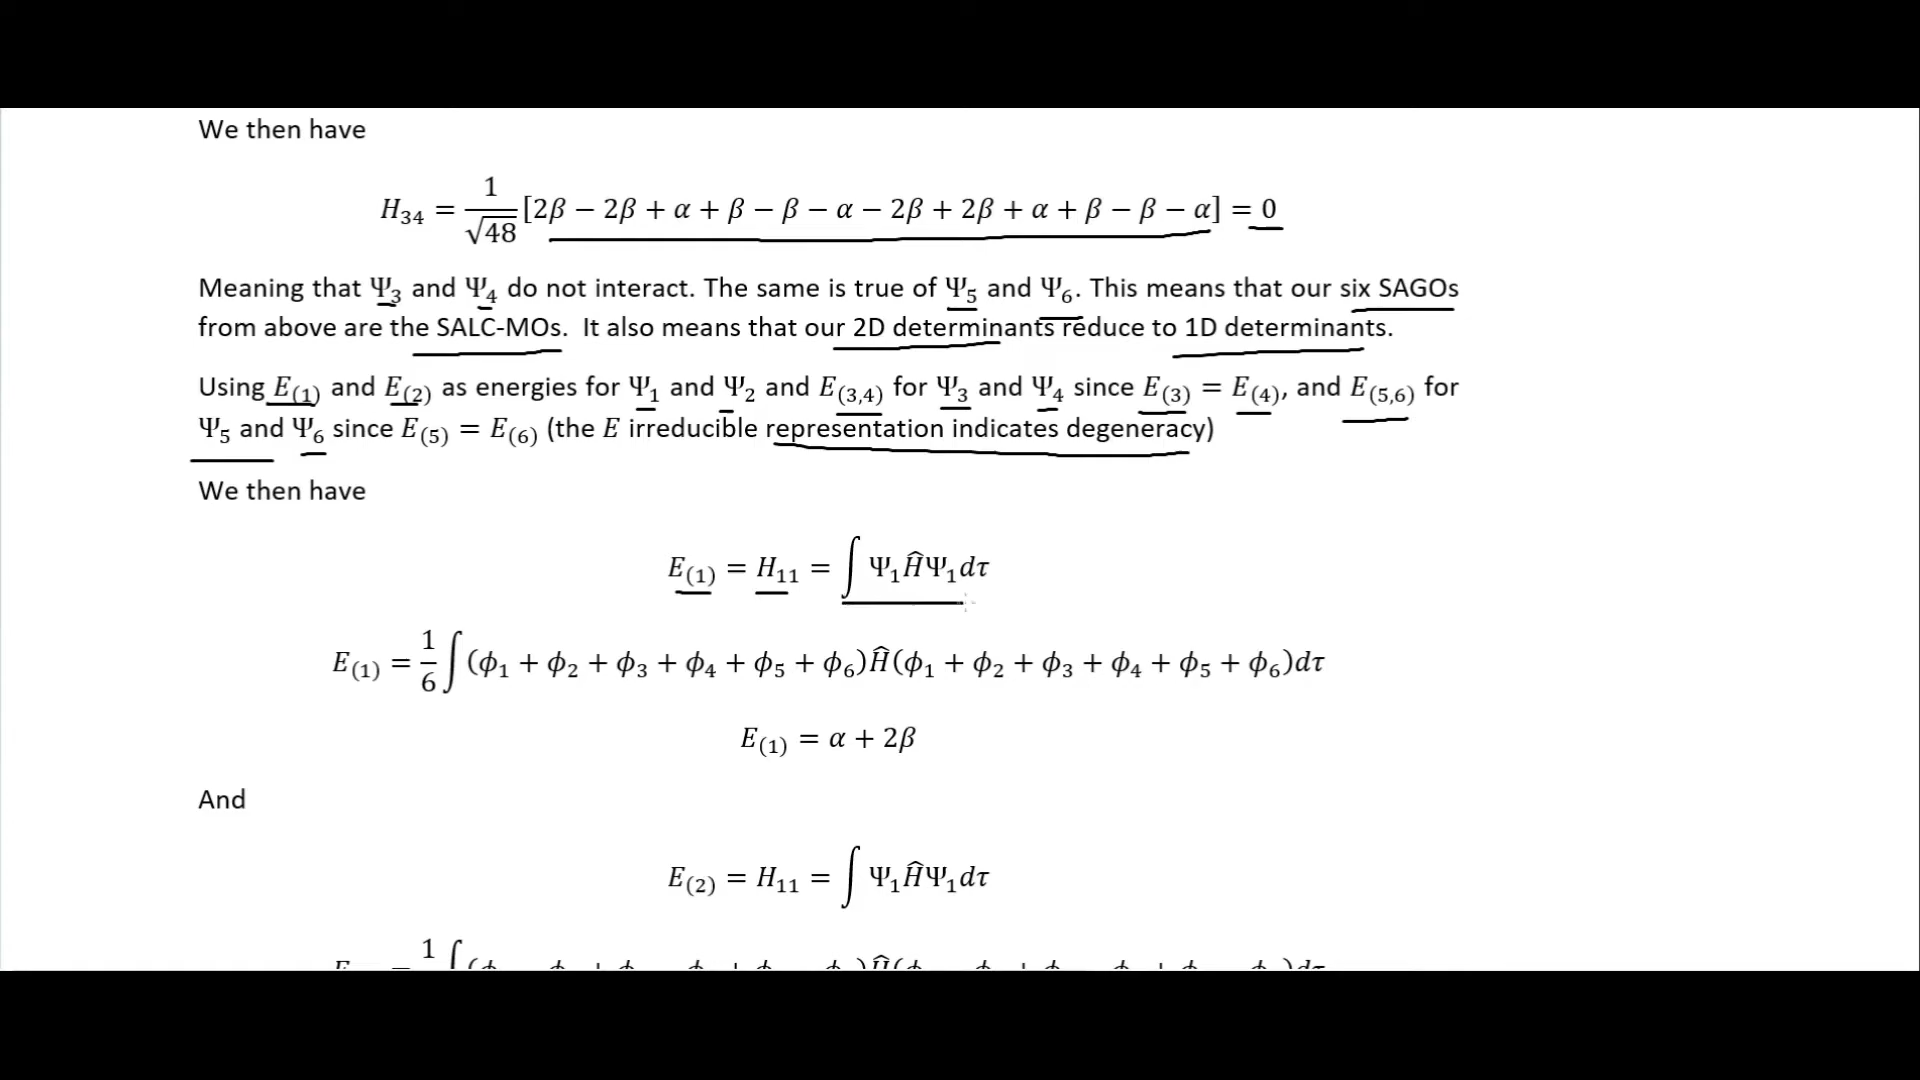 We then have
H₃₄ = 1/√48 [2β − 2β + α + β − β − α − 2β + 2β + α + β − β − α] = 0
Meaning that Ψ₃ and Ψ₄ do not interact. The same is true of Ψ₅ and Ψ₆. This means that our six SAGOs
from above are the SALC-MOs. It also means that our 2D determinants reduce to 1D determinants.
Using E₍₁₎ and E₍₂₎ as energies for Ψ₁ and Ψ₂ and E₍₃,₄₎ for Ψ₃ and Ψ₄ since E₍₃₎ = E₍₄₎, and E₍₅,₆₎ for
Ψ₅ and Ψ₆ since E₍₅₎ = E₍₆₎ (the E irreducible representation indicates degeneracy)
We then have
E₍₁₎ = H₁₁ = ∫ Ψ₁ĤΨ₁dτ
E₍₁₎ = 1/6 ∫(ϕ₁ + ϕ₂ + ϕ₃ + ϕ₄ + ϕ₅ + ϕ₆)Ĥ(ϕ₁ + ϕ₂ + ϕ₃ + ϕ₄ + ϕ₅ + ϕ₆)dτ
E₍₁₎ = α + 2β
And
E₍₂₎ = H₁₁ = ∫ Ψ₁ĤΨ₁dτ